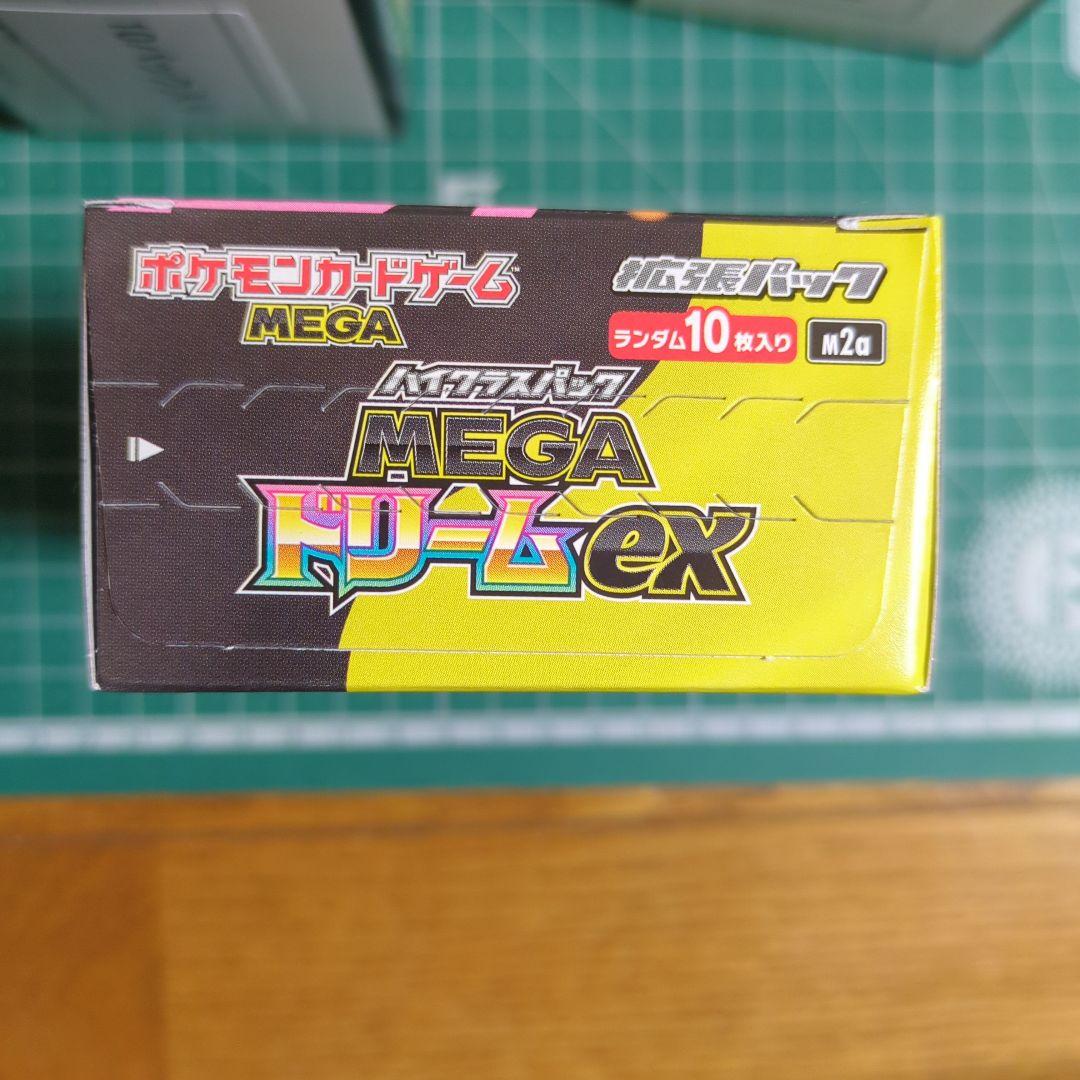 ポケモンカードゲーム™
MEGA
拡張パック
ランダム10枚入り
M2a
ハイクラスパック
MEGA
ドリームex